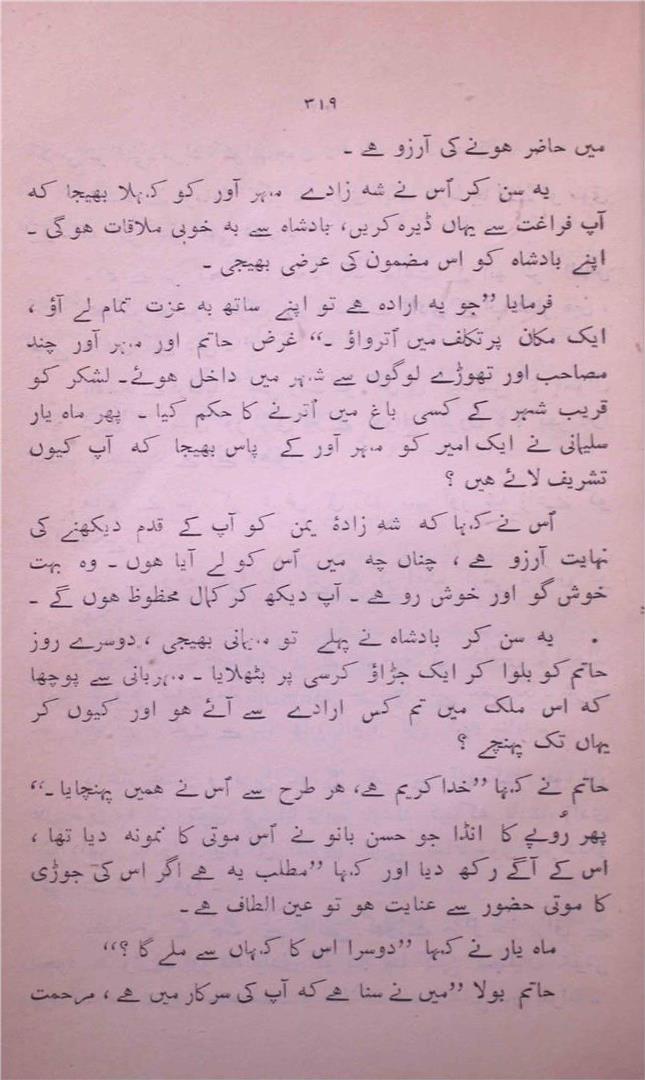 ۳۱۹
میں حاضر ہونے کی آرزو ہے ۔
یہ سن کر اُس نے شہ زادے مہر آور کو کہلا بھیجا کہ
آپ فراغت سے یہاں ڈیرہ کریں، بادشاہ سے بہ خوبی ملاقات ہوگی ۔
اپنے بادشاہ کو اس مضمون کی عرضی بھیجی ۔
فرمایا ”جو یہ ارادہ ہے تو اپنے ساتھ بہ عزت تمام لے آؤ ،
ایک مکان پرتکلف میں اُترواؤ ۔“ غرض حاتم اور مہر آور چند
مصاحب اور تھوڑے لوگوں سے شہر میں داخل ہوئے ۔ لشکر کو
قریب شہر کے کسی باغ میں اُترنے کا حکم کیا ۔ پھر ماہ یار
سلیمانی نے ایک امیر کو مہر آور کے پاس بھیجا کہ آپ کیوں
تشریف لائے ہیں ؟
اُس نے کہا کہ شہ زادۂ یمن کو آپ کے قدم دیکھنے کی
نہایت آرزو ہے ، چناں چہ میں اُس کو لے آیا ہوں ۔ وہ بہت
خوش گو اور خوش رو ہے ۔ آپ دیکھ کر کمال محظوظ ہوں گے ۔
یہ سن کر بادشاہ نے پہلے تو مہمانی بھیجی ، دوسرے روز
حاتم کو بلوا کر ایک جڑاؤ کرسی پر بٹھلایا ۔ مہربانی سے پوچھا
کہ اس ملک میں تم کس ارادے سے آئے ہو اور کیوں کر
یہاں تک پہنچے ؟
حاتم نے کہا ”خدا کریم ہے، ہر طرح سے اُس نے ہمیں پہنچایا ۔“
پھر رُوپے کا انڈا جو حسن بانو نے اُس موتی کا نمونہ دیا تھا ،
اس کے آگے رکھ دیا اور کہا ”مطلب یہ ہے اگر اس کی جوڑی
کا موتی حضور سے عنایت ہو تو عین الطاف ہے ۔
ماہ یار نے کہا ”دوسرا اس کا کہاں سے ملے گا ؟“
حاتم بولا ”میں نے سنا ہے کہ آپ کی سرکار میں ہے ، مرحمت